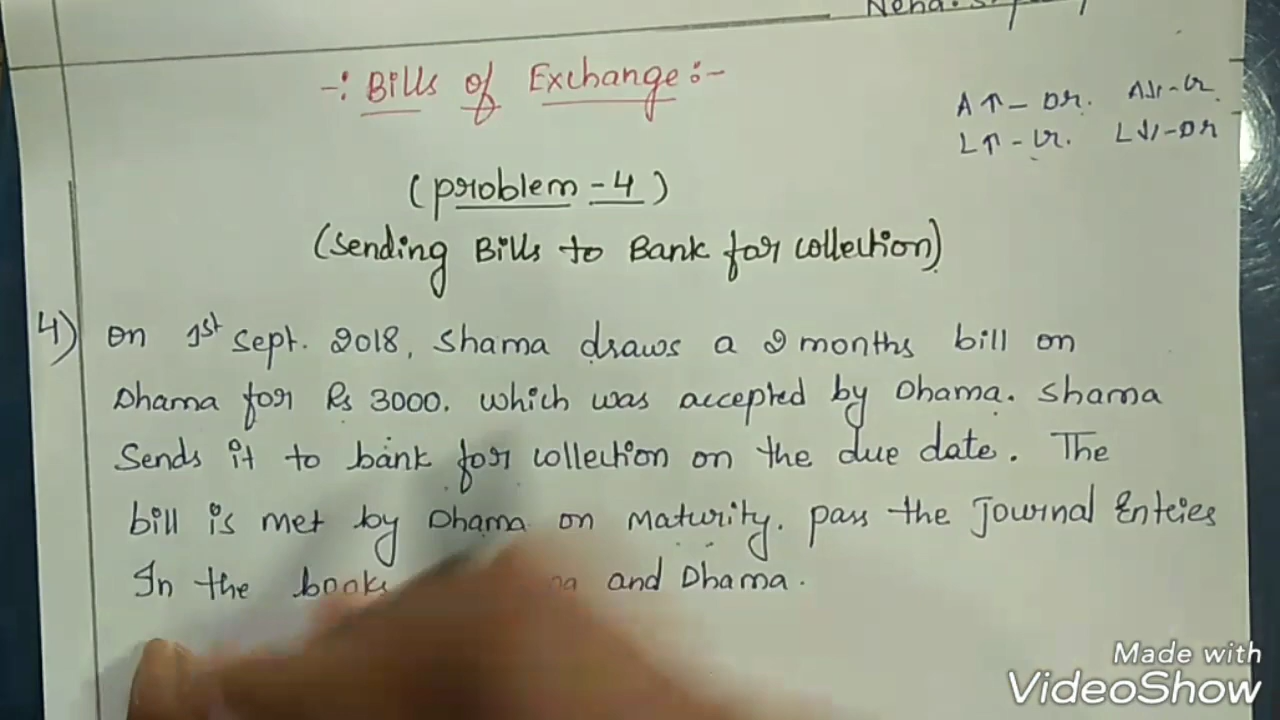 Neha.
-: Bills of Exchange:-
A↑- Dr. A↓-Cr.
L↑-Cr. L↓-Dr
(problem-4)
(Sending Bills to Bank for collection)
4) On 1st Sept. 2018, Shama draws a 2 months bill on
Dhama for Rs 3000. which was accepted by Dhama. Shama
Sends it to bank for collection on the due date. The
bill is met by Dhama on maturity. pass the Journal Enteies
In the books and Dhama.
Made with
VideoShow